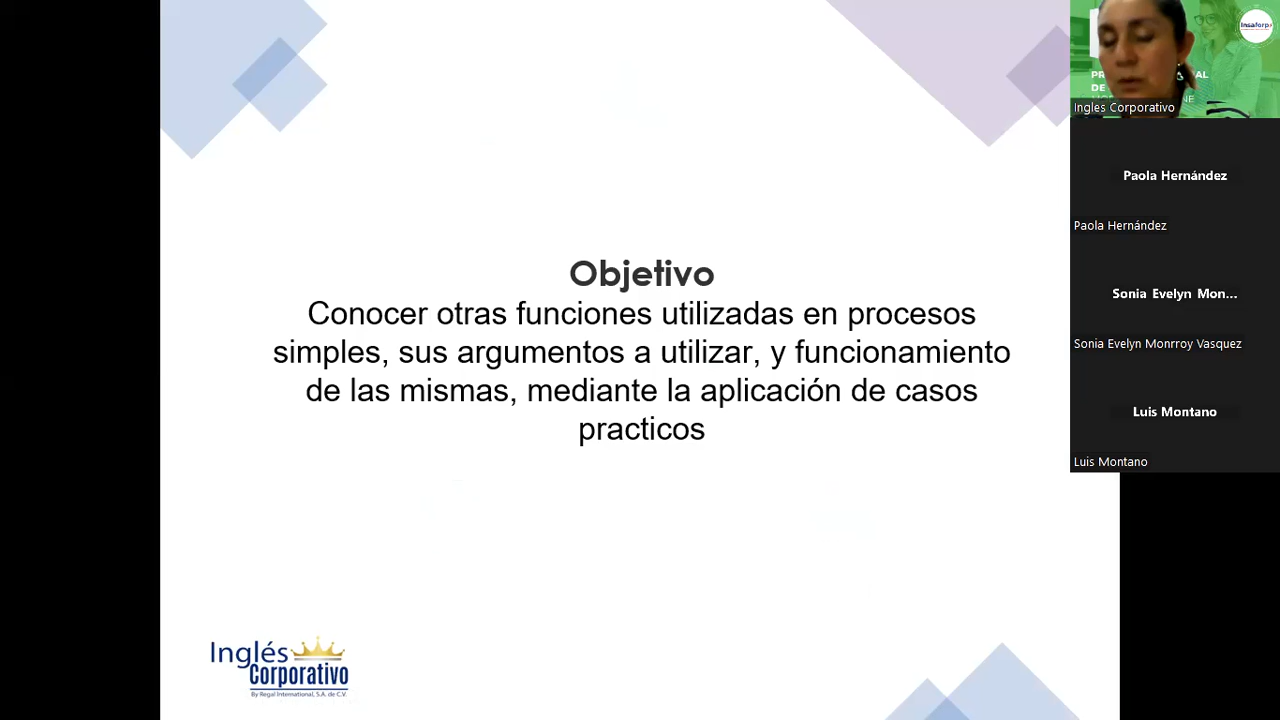 Objetivo
Conocer otras funciones utilizadas en procesos
simples, sus argumentos a utilizar, y funcionamiento
de las mismas, mediante la aplicación de casos
practicos
Inglés
Corporativo
By Regal International, S.A. de C.V.
Insaforp
Ingles Corporativo
Paola Hernández
Paola Hernández
Sonia Evelyn Mon...
Sonia Evelyn Monrroy Vasquez
Luis Montano
Luis Montano